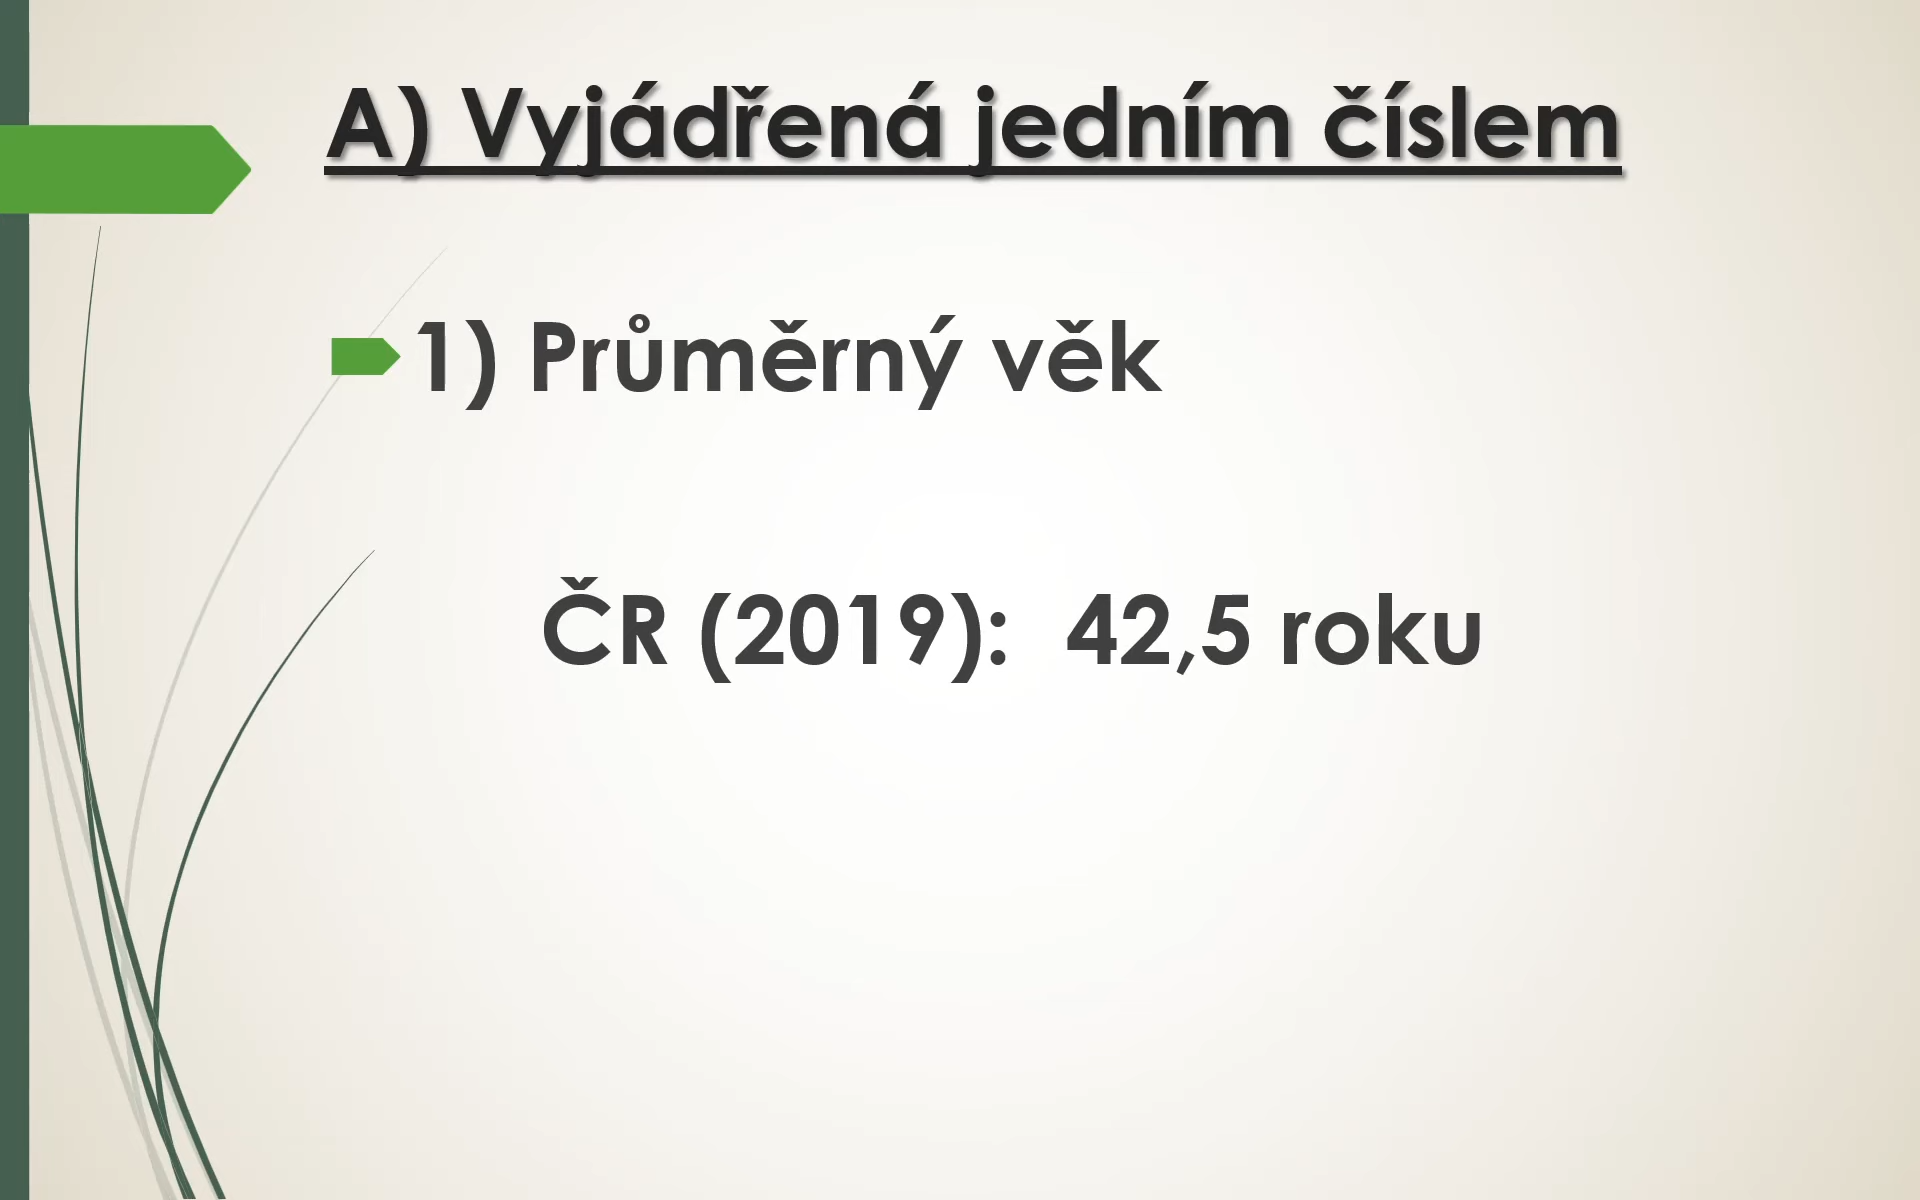 A) Vyjádřená jedním číslem
1) Průměrný věk
ČR (2019): 42,5 roku